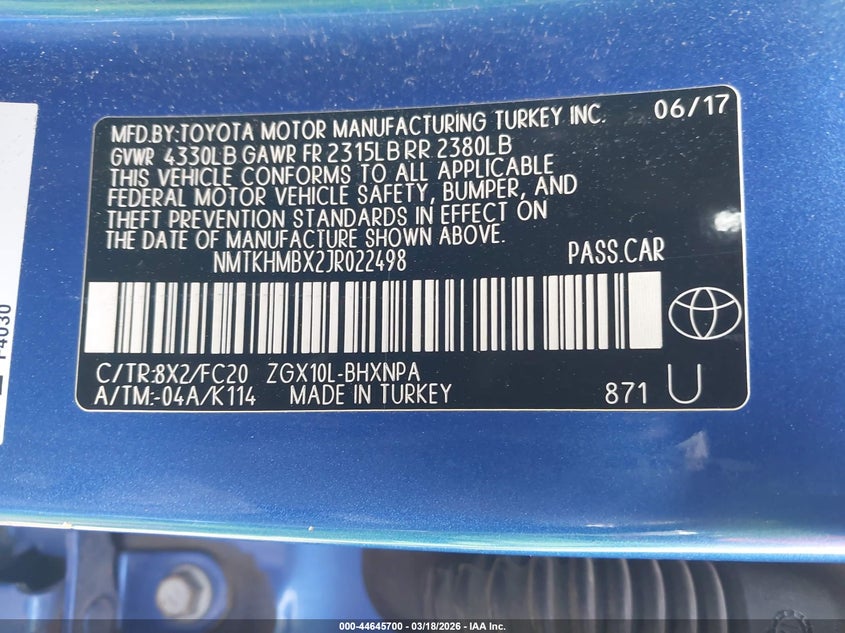 MFD.BY:TOYOTA MOTOR MANUFACTURING TURKEY INC. 06/17
GVWR 4330LB GAWR FR 2315LB RR 2380LB
THIS VEHICLE CONFORMS TO ALL APPLICABLE
FEDERAL MOTOR VEHICLE SAFETY, BUMPER, AND
THEFT PREVENTION STANDARDS IN EFFECT ON
THE DATE OF MANUFACTURE SHOWN ABOVE.
NMTKHMBX2JR022498 PASS.CAR
C/TR:8X2/FC20 ZGX10L-BHXNPA
A/TM:-04A/K114 MADE IN TURKEY 871 U
F4030
000-44645700 - 03/18/2026 - IAA Inc.